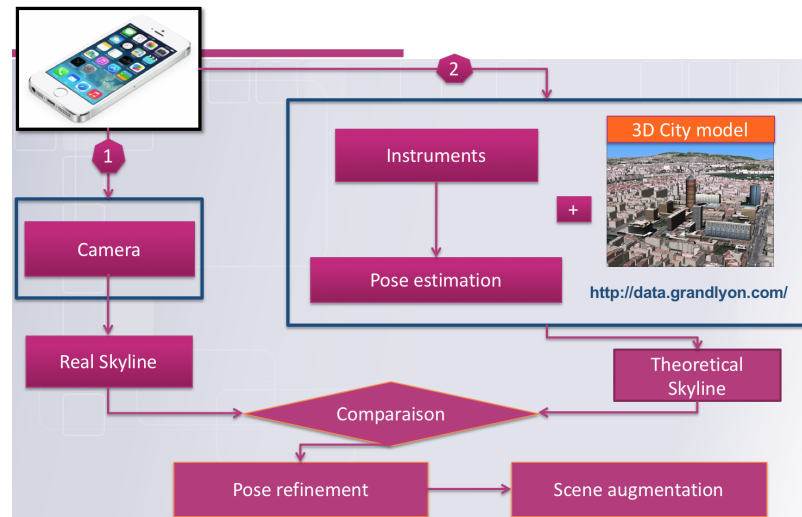 2
3D City model
1
Instruments
+
Camera
Pose estimation
http://data.grandlyon.com/
Real Skyline
Theoretical
Skyline
Comparaison
Pose refinement
Scene augmentation